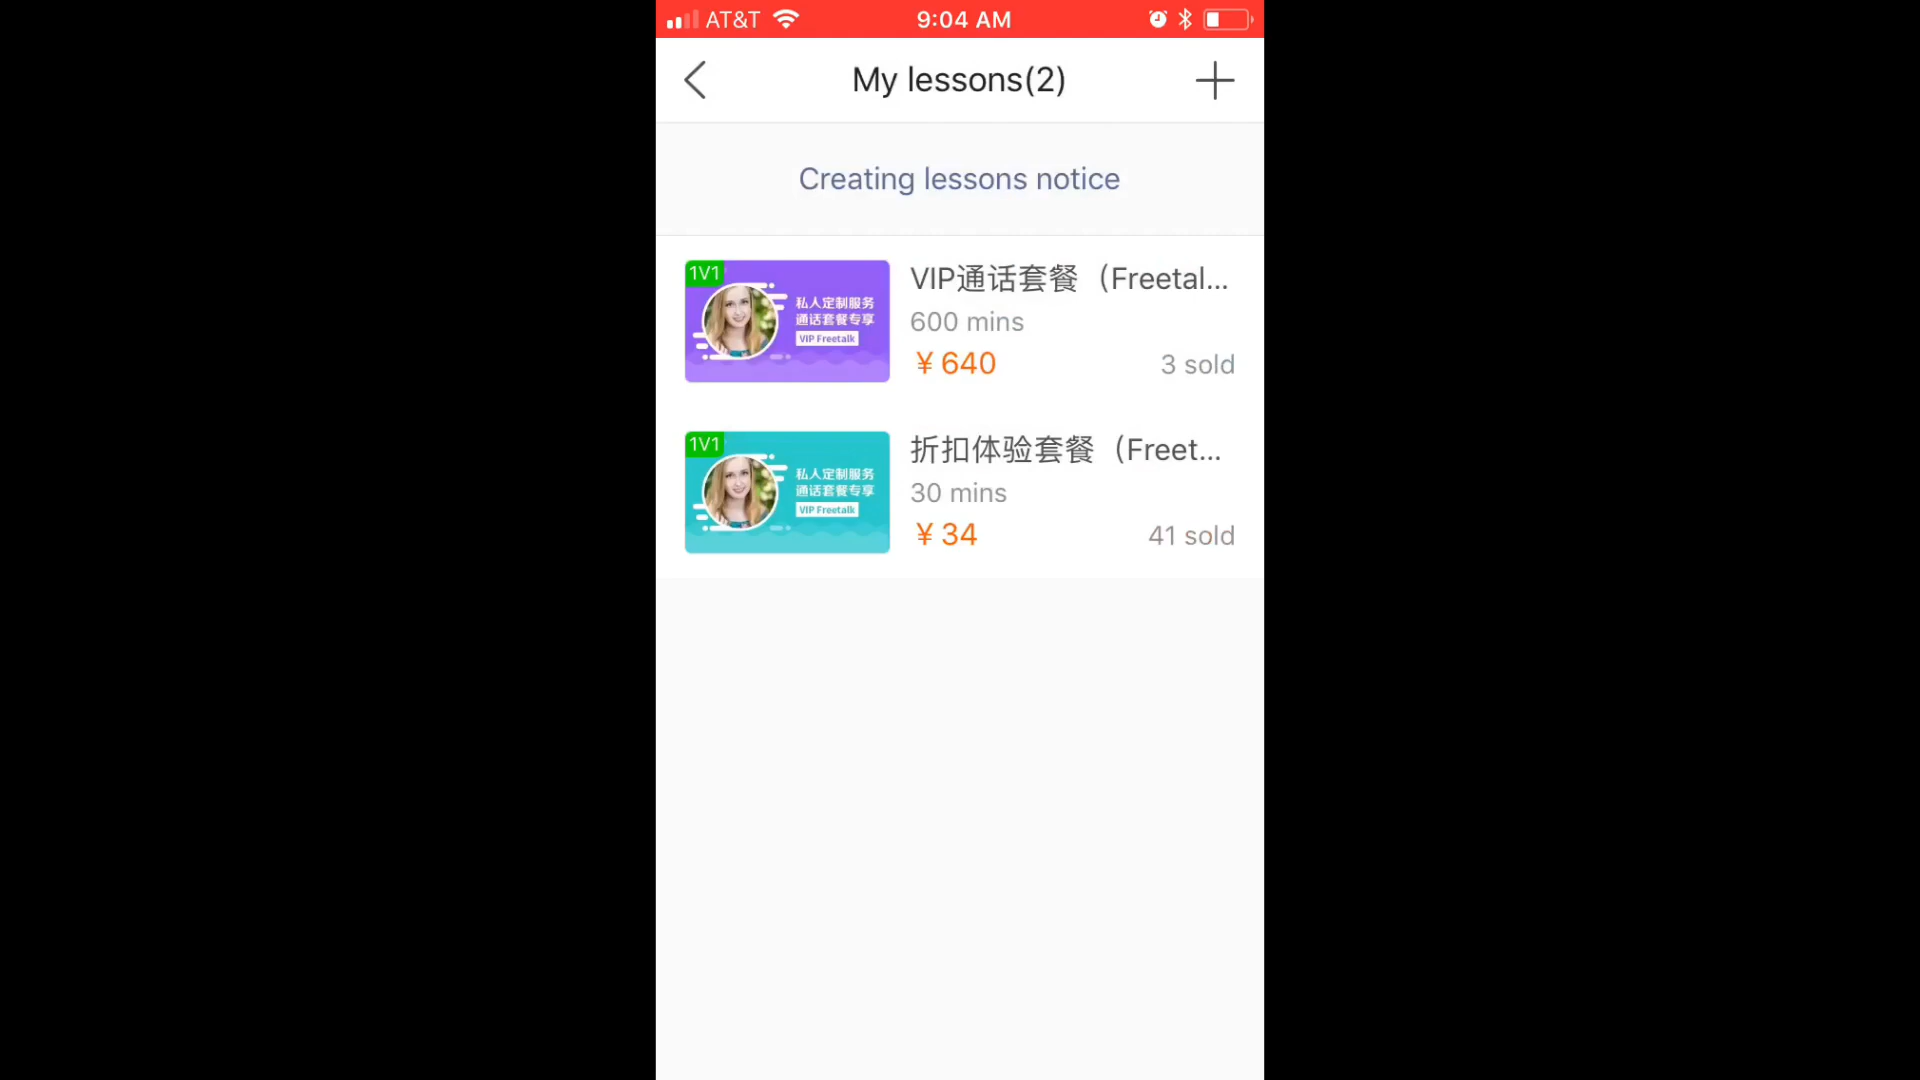 AT&T 9:04 AM
My lessons(2)
Creating lessons notice
1V1
私人定制服务
通话套餐专享
VIP Freetalk
VIP通话套餐（Freetal...
600 mins
¥ 640
3 sold
1V1
私人定制服务
通话套餐专享
VIP Freetalk
折扣体验套餐（Freet...
30 mins
¥ 34
41 sold